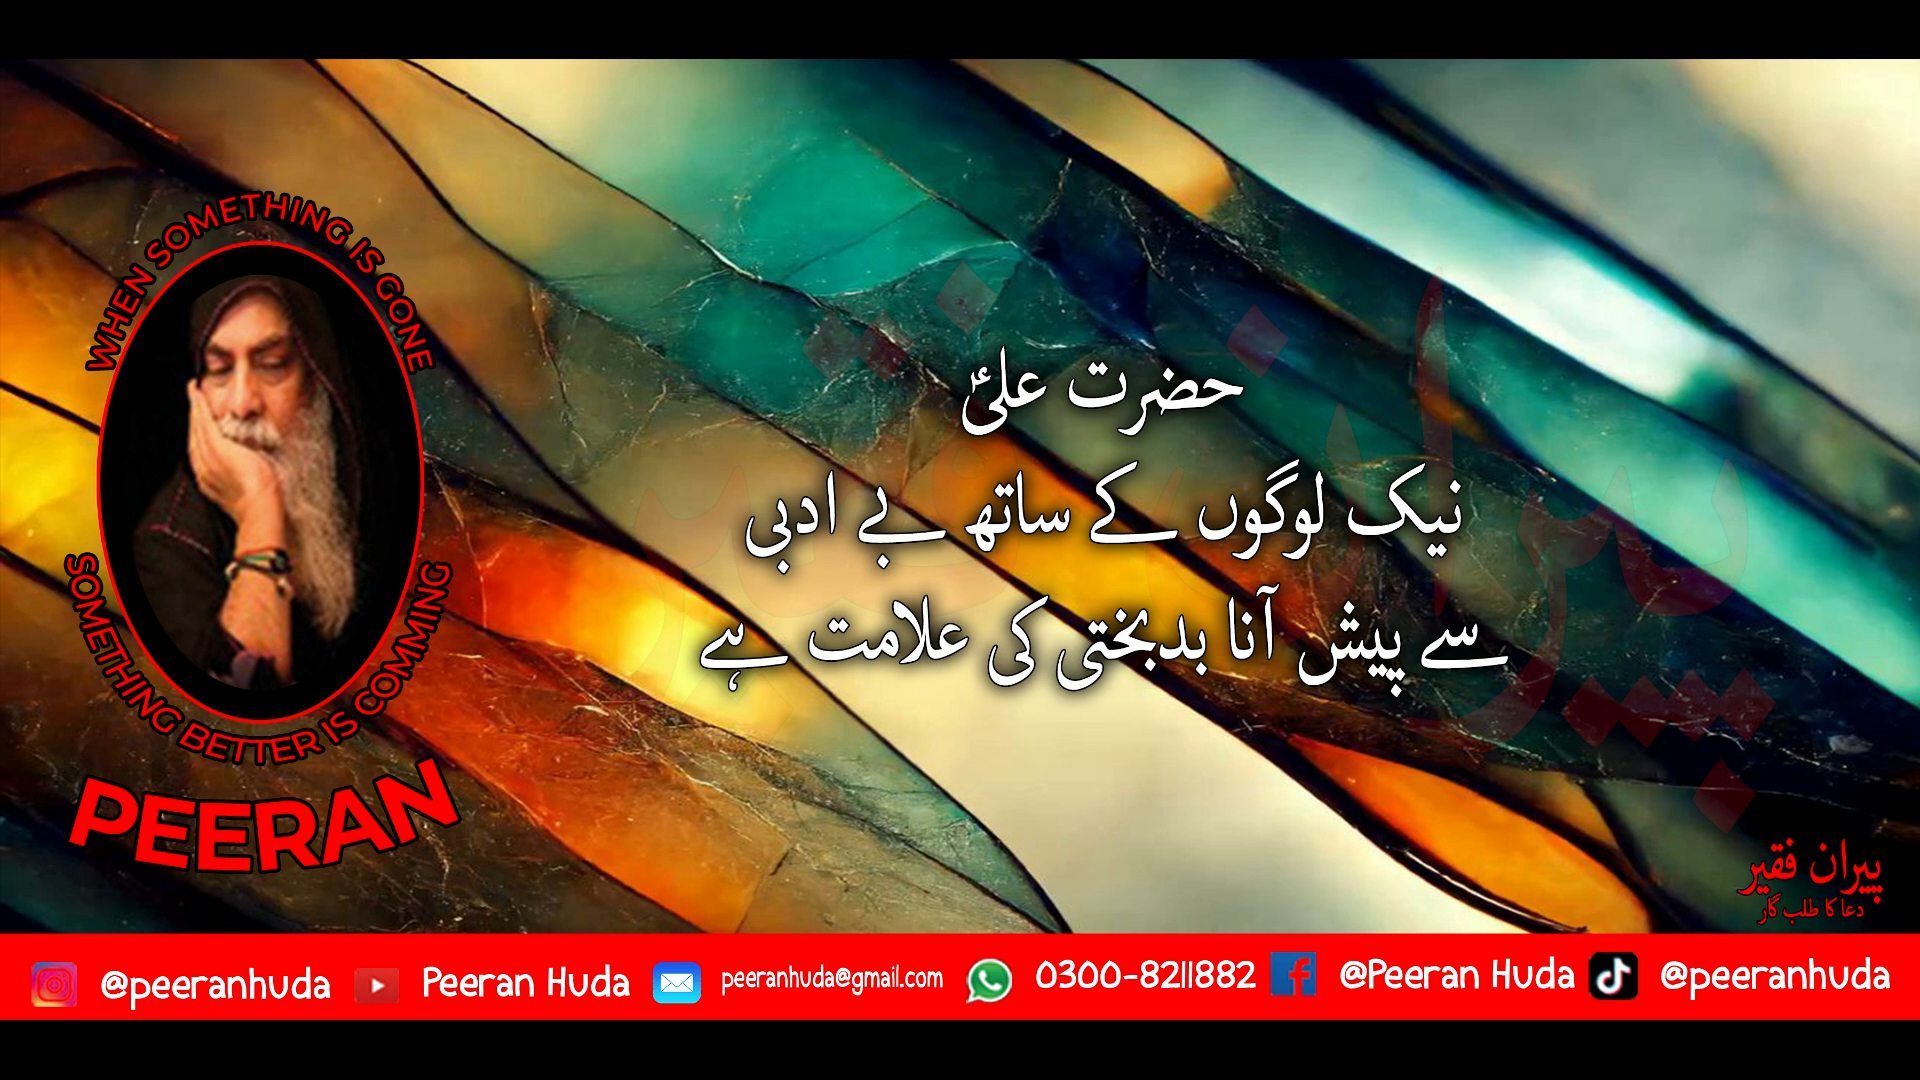 WHEN SOMETHING IS GONE
SOMETHING BETTER IS COMMING
PEERAN
حضرت علیؑ
نیک لوگوں کے ساتھ بے ادبی
سے پیش آنا بدبختی کی علامت ہے
پیران فقیر
پیران فقیر
دعا کا طلب گار
@peeranhuda Peeran Huda peeranhuda@gmail.com 0300-8211882 @Peeran Huda @peeranhuda